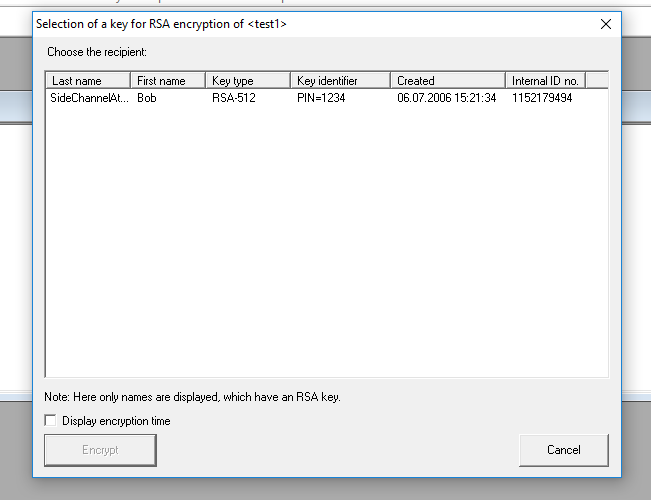 Selection of a key for RSA encryption of <test1>
Choose the recipient:
Last name First name Key type Key identifier Created Internal ID no.
SideChannelAt... Bob RSA-512 PIN=1234 06.07.2006 15:21:34 1152179494
Note: Here only names are displayed, which have an RSA key.
Display encryption time
Encrypt Cancel